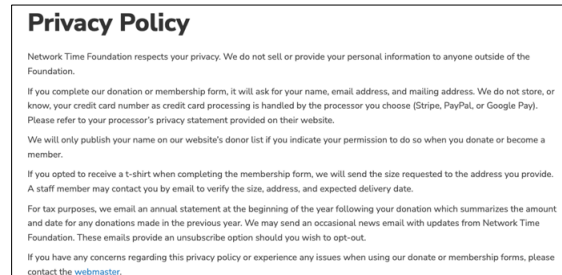 Privacy Policy
Network Time Foundation respects your privacy. We do not sell or provide your personal information to anyone outside of the
Foundation.
If you complete our donation or membership form, it will ask for your name, email address, and mailing address. We do not store, or
know, your credit card number as credit card processing is handled by the processor you choose (Stripe, PayPal, or Google Pay).
Please refer to your processor's privacy statement provided on their website.
We will only publish your name on our website's donor list if you indicate your permission to do so when you donate or become a
member.
If you opted to receive a t-shirt when completing the membership form, we will send the size requested to the address you provide.
A staff member may contact you by email to verify the size, address, and expected delivery date.
For tax purposes, we email an annual statement at the beginning of the year following your donation which summarizes the amount
and date for any donations made in the previous year. We may send an occasional news email with updates from Network Time
Foundation. These emails provide an unsubscribe option should you wish to opt-out.
If you have any concerns regarding this privacy policy or experience any issues when using our donate or membership forms, please
contact the webmaster.